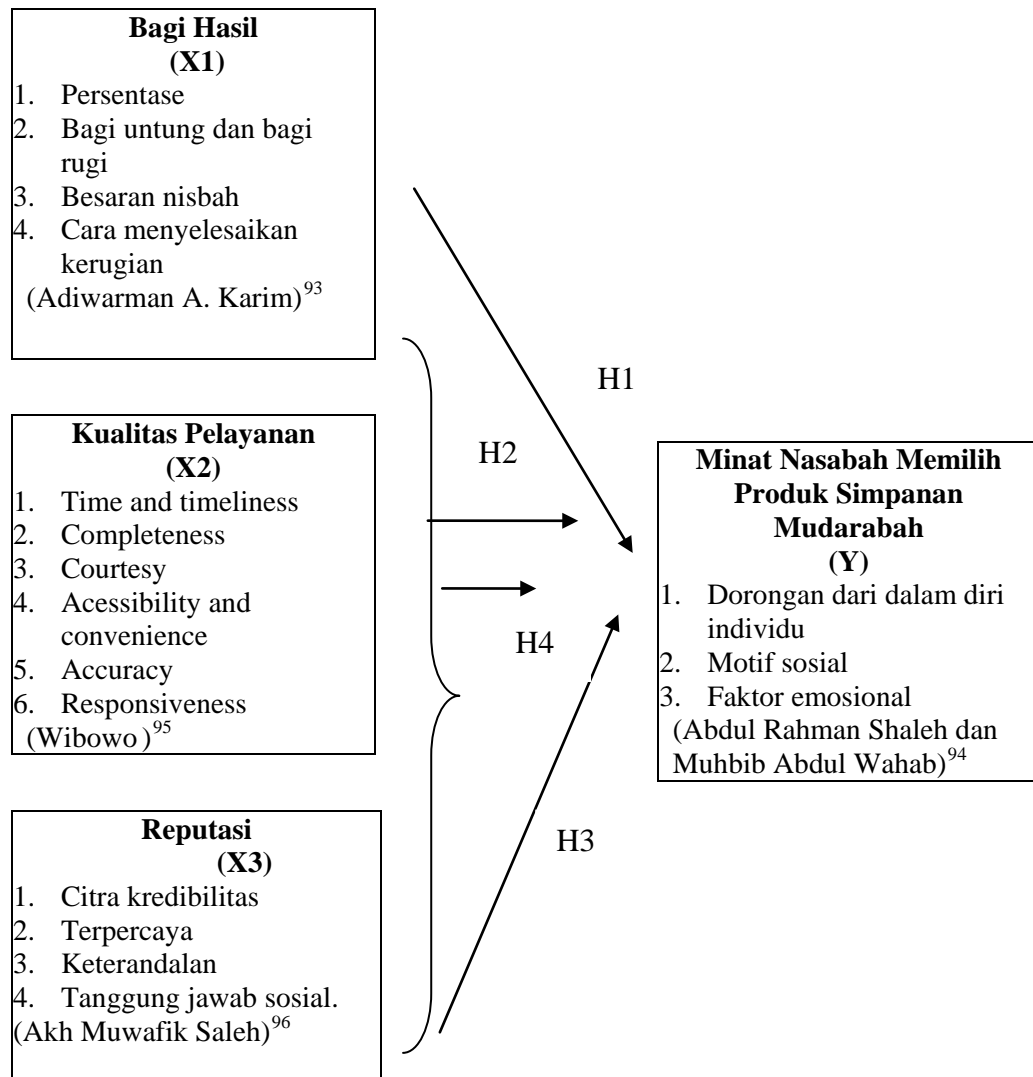 Bagi Hasil
(X1)
1. Persentase
2. Bagi untung dan bagi
rugi
3. Besaran nisbah
4. Cara menyelesaikan
kerugian
(Adiwarman A. Karim)93
H1
Kualitas Pelayanan
(X2)
1. Time and timeliness
2. Completeness
3. Courtesy
4. Acessibility and
convenience
5. Accuracy
6. Responsiveness
(Wibowo)95
H2
H4
Minat Nasabah Memilih
Produk Simpanan
Mudarabah
(Y)
1. Dorongan dari dalam diri
individu
2. Motif sosial
3. Faktor emosional
(Abdul Rahman Shaleh dan
Muhbib Abdul Wahab)94
Reputasi
(X3)
1. Citra kredibilitas
2. Terpercaya
3. Keterandalan
4. Tanggung jawab sosial.
(Akh Muwafik Saleh)96
H3